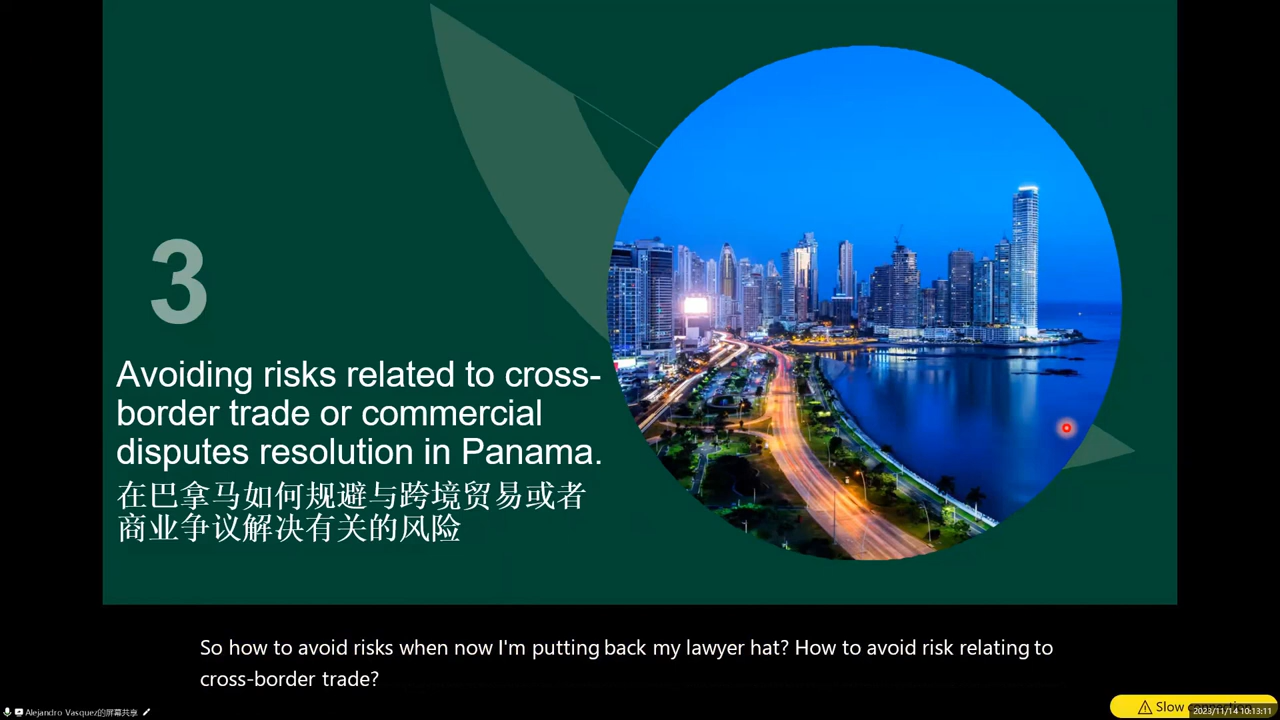 3
Avoiding risks related to cross-
border trade or commercial
disputes resolution in Panama.
在巴拿马如何规避与跨境贸易或者
商业争议解决有关的风险
So how to avoid risks when now I'm putting back my lawyer hat? How to avoid risk relating to
cross-border trade?
Slow
2023/11/14 10:13:11
Alejandro Vasquez的屏幕共享